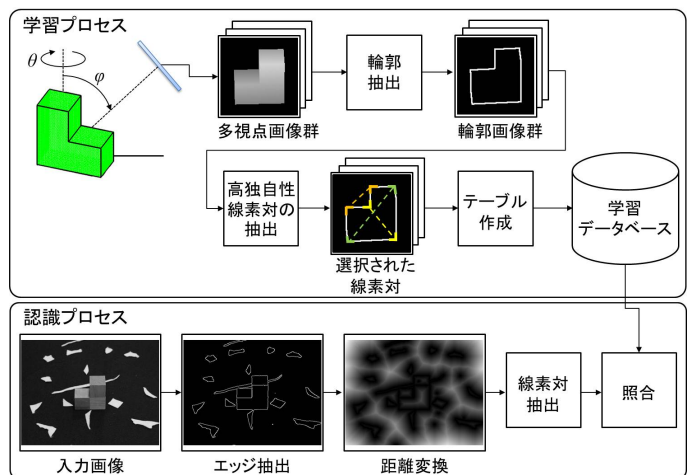 学習プロセス
θ
φ
多視点画像群
輪郭
抽出
輪郭画像群
高独自性
線素対の
抽出
選択された
線素対
テーブル
作成
学習
データベース
認識プロセス
入力画像
エッジ抽出
距離変換
線素対
抽出
照合